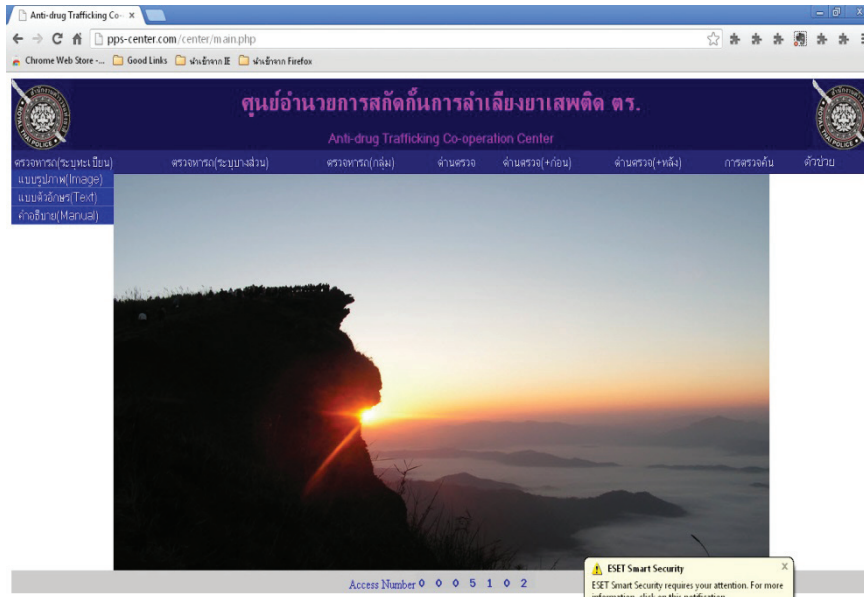 Anti-drug Trafficking Co- ×
pps-center.com/center/main.php
Chrome Web Store -... Good Links นำเข้าจาก IE นำเข้าจาก Firefox
ศูนย์อำนวยการสกัดกั้นการลำเลียงยาเสพติด ตร.
Anti-drug Trafficking Co-operation Center
ROYAL THAI POLICE
ตรวจหารถ(ระบุทะเบียน) ตรวจหารถ(ระบุบางส่วน) ตรวจหารถ(กลุ่ม) ด่านตรวจ ด่านตรวจ(+ก่อน) ด่านตรวจ(+หลัง) การตรวจค้น ตัวป่วย
แบบรูปภาพ(Image)
แบบตัวอักษร(Text)
คำอธิบาย(Manual)
Access Number 0 0 0 5 1 0 2
ESET Smart Security X
ESET Smart Security requires your attention. For more
information, click on this notification